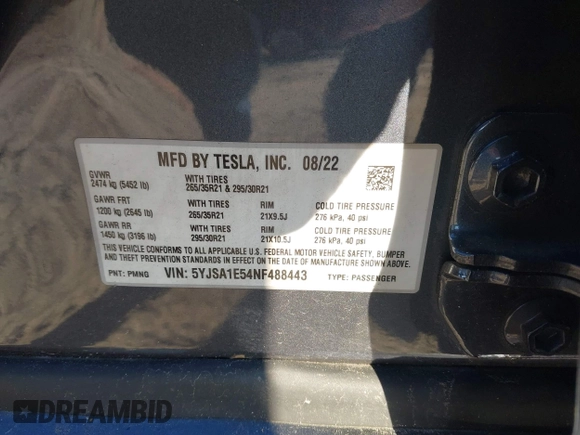 MFD BY TESLA, INC. 08/22
GVWR
2474 kg (5452 lb)
WITH TIRES
265/35R21 & 295/30R21
GAWR FRT
1200 kg (2645 lb)
WITH TIRES
265/35R21
RIM
21X9.5J
COLD TIRE PRESSURE
276 kPa, 40 psi
GAWR RR
1450 kg (3196 lb)
WITH TIRES
295/30R21
RIM
21X10.5J
COLD TIRE PRESSURE
276 kPa, 40 psi
THIS VEHICLE CONFORMS TO ALL APPLICABLE FEDERAL MOTOR VEHICLE SAFETY, BUMPER
AND THEFT PREVENTION STANDARDS IN EFFECT ON THE DATE OF MANUFACTURE SHOWN ABOVE.
PNT: PMNG VIN: 5YJSA1E54NF488443 TYPE: PASSENGER
DREAMBID